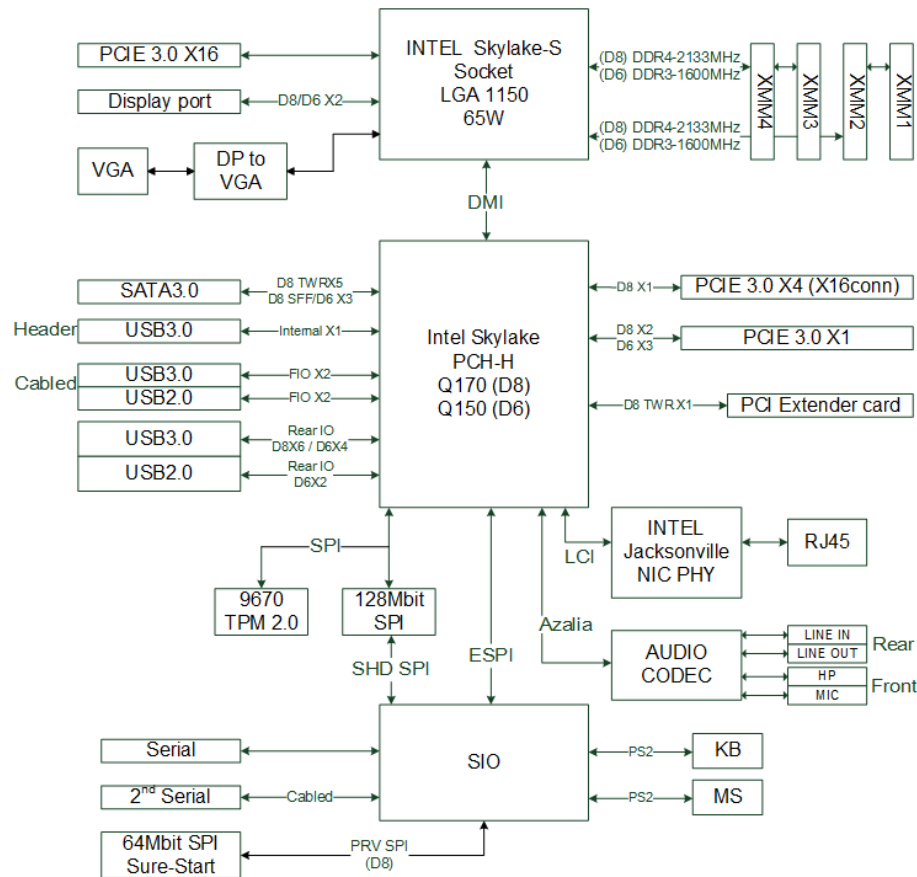 PCIE 3.0 X16
Display port
D8/D6 X2
VGA
DP to
VGA
INTEL Skylake-S
Socket
LGA 1150
65W
(D8) DDR4-2133MHz
(D6) DDR3-1600MHz
(D8) DDR4-2133MHz
(D6) DDR3-1600MHz
XMM4
XMM3
XMM2
XMM1
DMI
SATA3.0
D8 TWRX5
D8 SFF/D6 X3
Header
USB3.0
Internal X1
Cabled
USB3.0
FIO X2
USB2.0
FIO X2
USB3.0
Rear IO
D8X6 / D6X4
USB2.0
Rear IO
D6X2
Intel Skylake
PCH-H
Q170 (D8)
Q150 (D6)
D8 X1
PCIE 3.0 X4 (X16conn)
D8 X2
D6 X3
PCIE 3.0 X1
D8 TWR X1
PCI Extender card
SPI
9670
TPM 2.0
128Mbit
SPI
SHD SPI
ESPI
Azalia
LCI
INTEL
Jacksonville
NIC PHY
RJ45
AUDIO
CODEC
LINE IN
LINE OUT
Rear
HP
MIC
Front
Serial
2nd Serial
Cabled
64Mbit SPI
Sure-Start
PRV SPI
(D8)
SIO
PS2
KB
PS2
MS